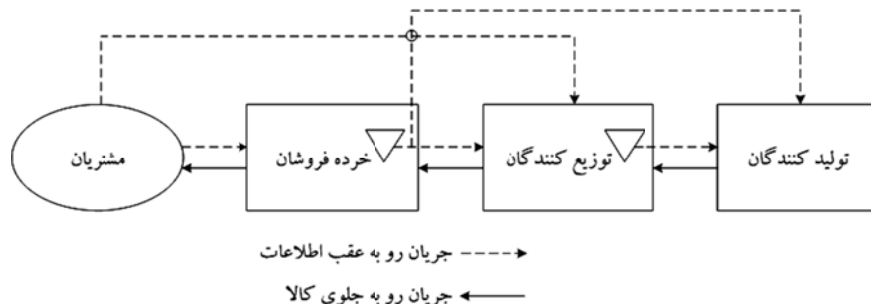 مشتریان
خرده فروشان
توزیع کنندگان
تولید کنندگان
جریان رو به عقب اطلاعات
جریان رو به جلوی کالا